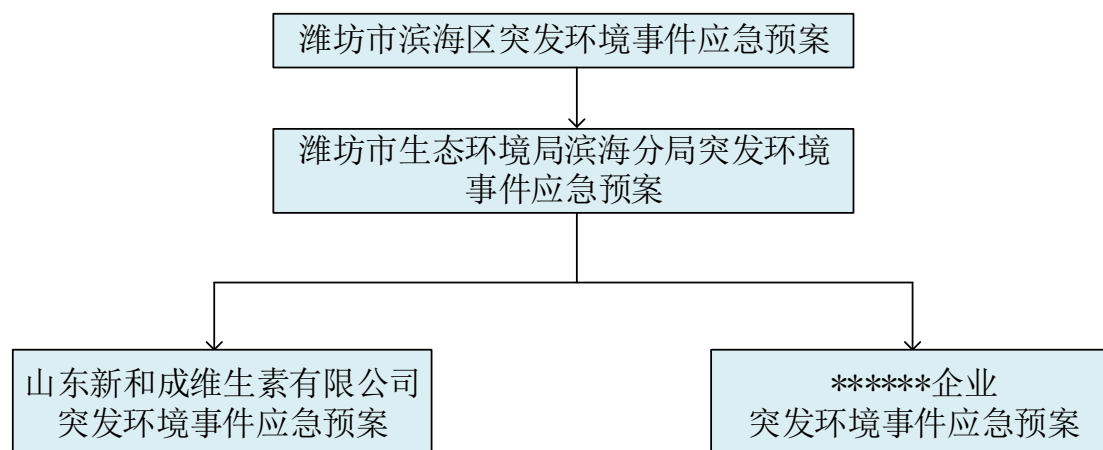 潍坊市滨海区突发环境事件应急预案
潍坊市生态环境局滨海分局突发环境
事件应急预案
山东新和成维生素有限公司
突发环境事件应急预案
******企业
突发环境事件应急预案